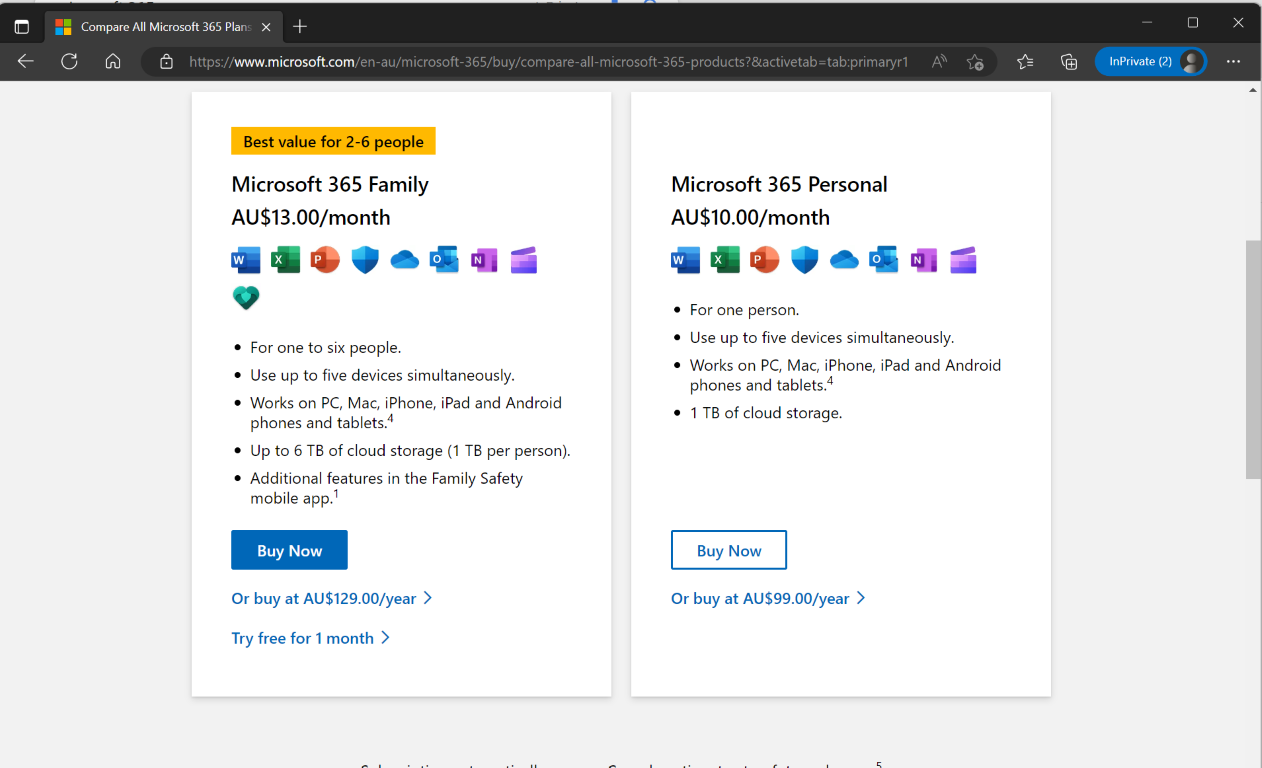 Compare All Microsoft 365 Plans
https://www.microsoft.com/en-au/microsoft-365/buy/compare-all-microsoft-365-products?&activetab=tab:primaryr1
InPrivate (2)
Best value for 2-6 people
Microsoft 365 Family
AU$13.00/month
For one to six people.
Use up to five devices simultaneously.
Works on PC, Mac, iPhone, iPad and Android
phones and tablets.4
Up to 6 TB of cloud storage (1 TB per person).
Additional features in the Family Safety
mobile app.1
Buy Now
Or buy at AU$129.00/year
Try free for 1 month
Microsoft 365 Personal
AU$10.00/month
For one person.
Use up to five devices simultaneously.
Works on PC, Mac, iPhone, iPad and Android
phones and tablets.4
1 TB of cloud storage.
Buy Now
Or buy at AU$99.00/year